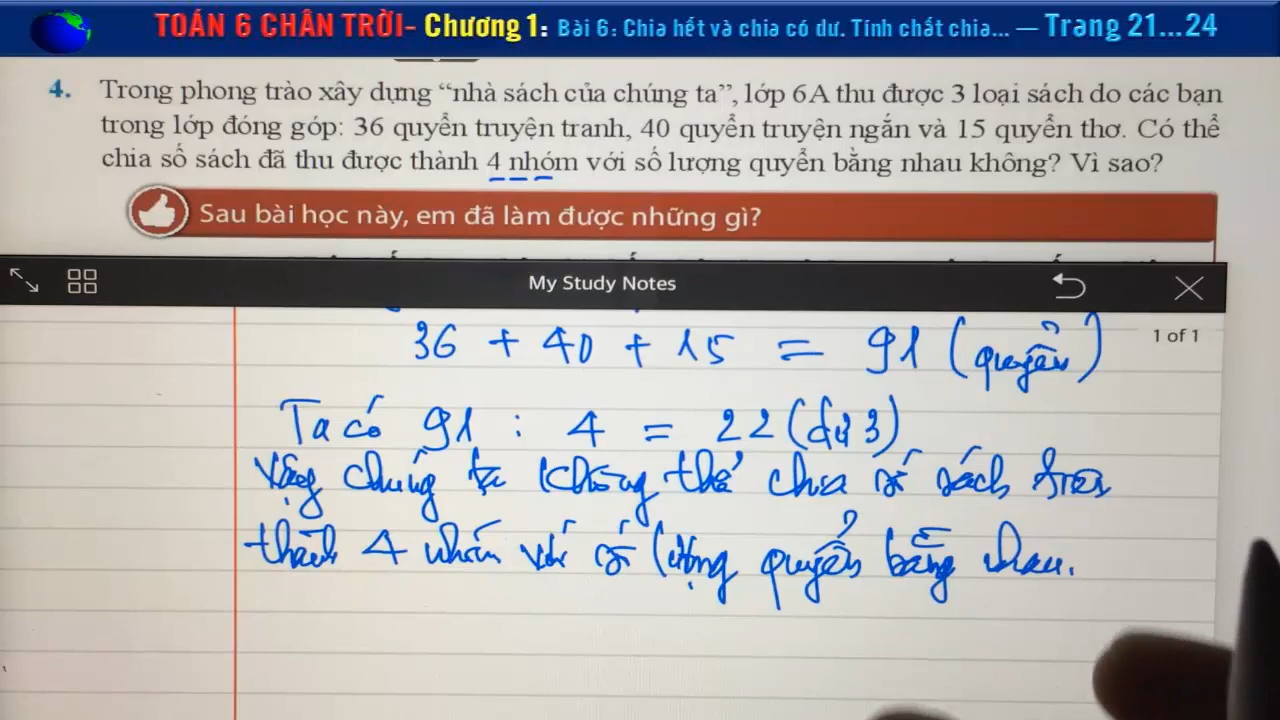 TOÁN 6 CHÂN TRỜI- Chương 1: Bài 6: Chia hết và chia có dư. Tính chất chia... — Trang 21...24
4. Trong phong trào xây dựng “nhà sách của chúng ta”, lớp 6A thu được 3 loại sách do các bạn
trong lớp đóng góp: 36 quyển truyện tranh, 40 quyển truyện ngắn và 15 quyển thơ. Có thể
chia số sách đã thu được thành 4 nhóm với số lượng quyển bằng nhau không? Vì sao?
Sau bài học này, em đã làm được những gì?
My Study Notes
1 of 1
36 + 40 + 15 = 91 (quyển)
Ta có 91 : 4 = 22 (dư 3)
Vậy chúng ta không thể chia số sách trên
thành 4 nhóm với số lượng quyển bằng nhau.